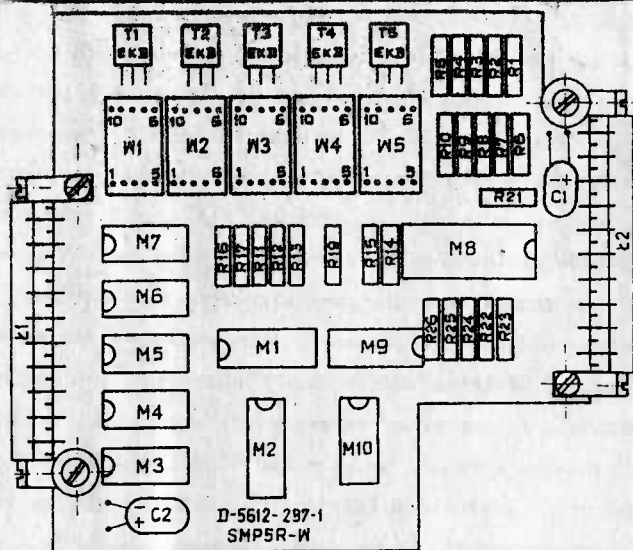 T1 T2 T3 T4 T5
EKB EKB EKB EKB EKB
R5 R4 R3 R2 R1
10 6 10 6 10 6 10 6 10 6
W1 W2 W3 W4 W5
1 5 1 5 1 5 1 5 1 5
R10 R9 R8 R7 R6
R21
+
C1
Ł1
Ł2
M7
R16 R17 R11 R12 R13 R19 R15 R14
M8
M6
R26 R25 R24 R22 R23
M5
M1
M9
M4
M2
M10
M3
-
+ C2
D-5612-297-1
SMP5R-W